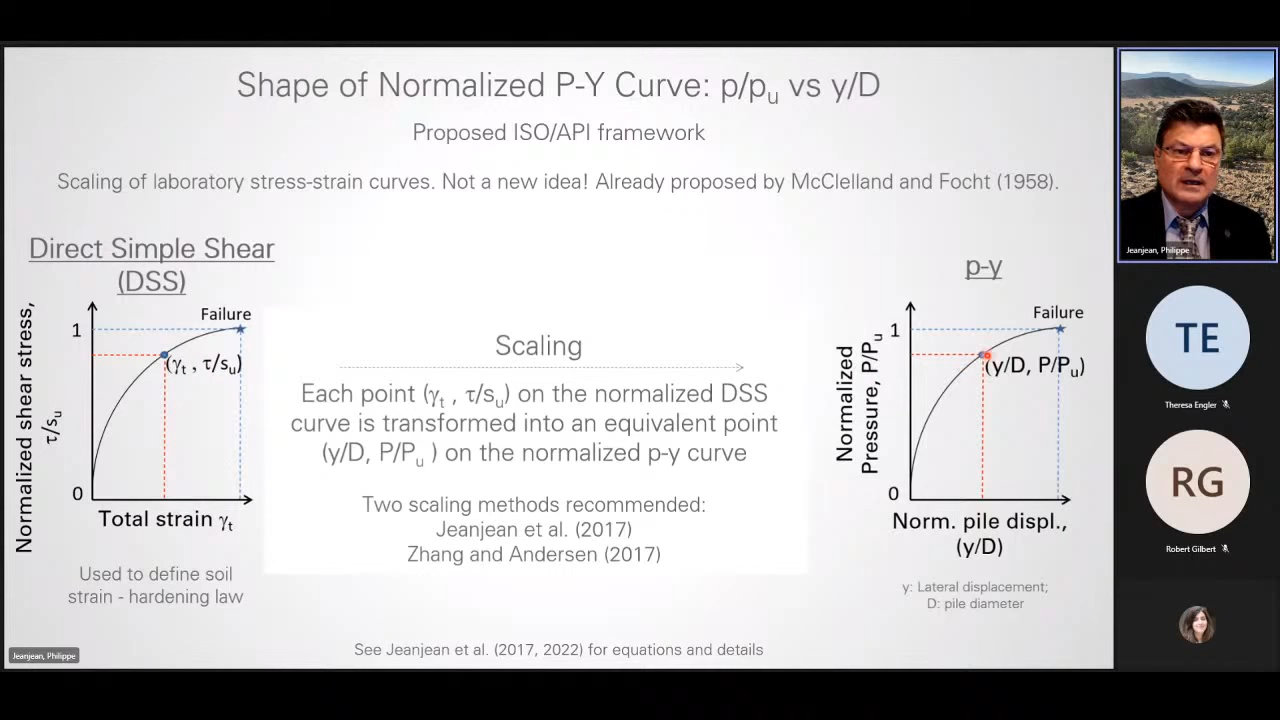 Shape of Normalized P-Y Curve: p/pu vs y/D
Proposed ISO/API framework
Scaling of laboratory stress-strain curves. Not a new idea! Already proposed by McClelland and Focht (1958).
Direct Simple Shear
(DSS)
Normalized shear stress,
τ/su
1
0
Failure
(γt , τ/su)
Total strain γt
Used to define soil
strain - hardening law
Scaling
Each point (γt , τ/su) on the normalized DSS
curve is transformed into an equivalent point
(y/D, P/Pu ) on the normalized p-y curve
Two scaling methods recommended:
Jeanjean et al. (2017)
Zhang and Andersen (2017)
p-y
Normalized
Pressure, P/Pu
1
0
Failure
(y/D, P/Pu)
Norm. pile displ.,
(y/D)
y: Lateral displacement;
D: pile diameter
See Jeanjean et al. (2017, 2022) for equations and details
Jeanjean, Philippe
Jeanjean, Philippe
TE
Theresa Engler
RG
Robert Gilbert